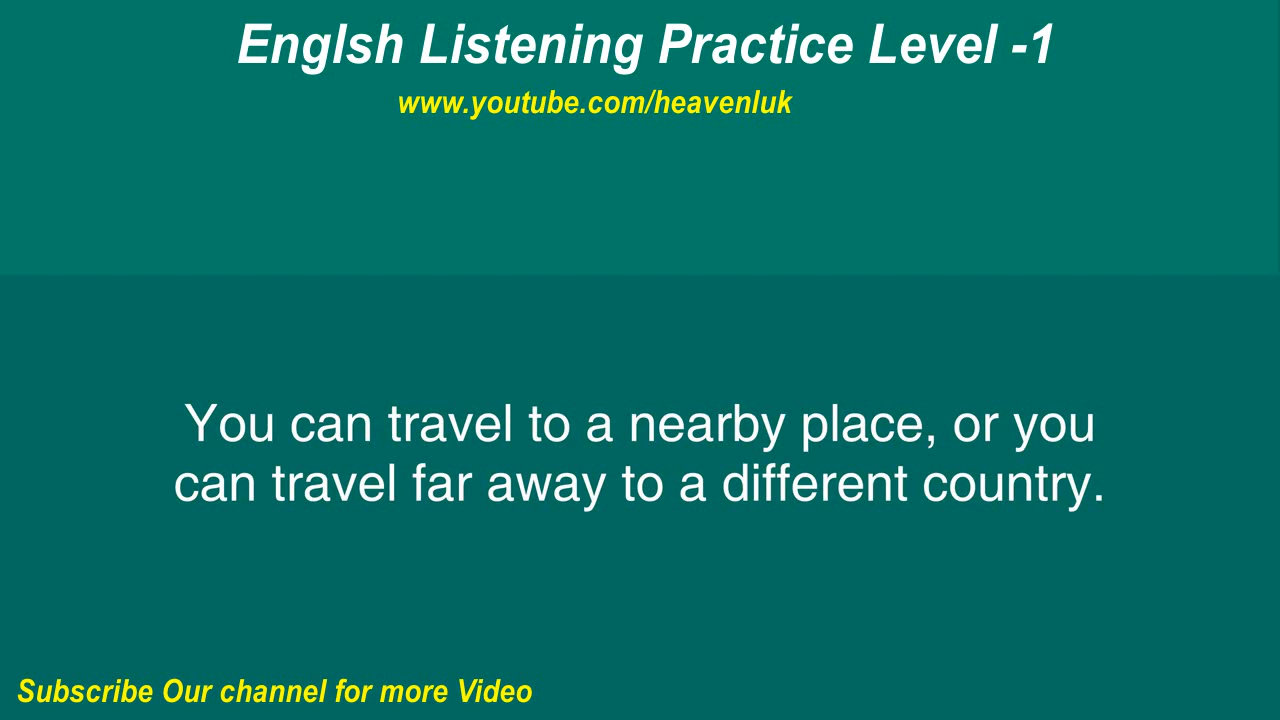 Englsh Listening Practice Level -1
www.youtube.com/heavenluk
You can travel to a nearby place, or you
can travel far away to a different country.
Subscribe Our channel for more Video